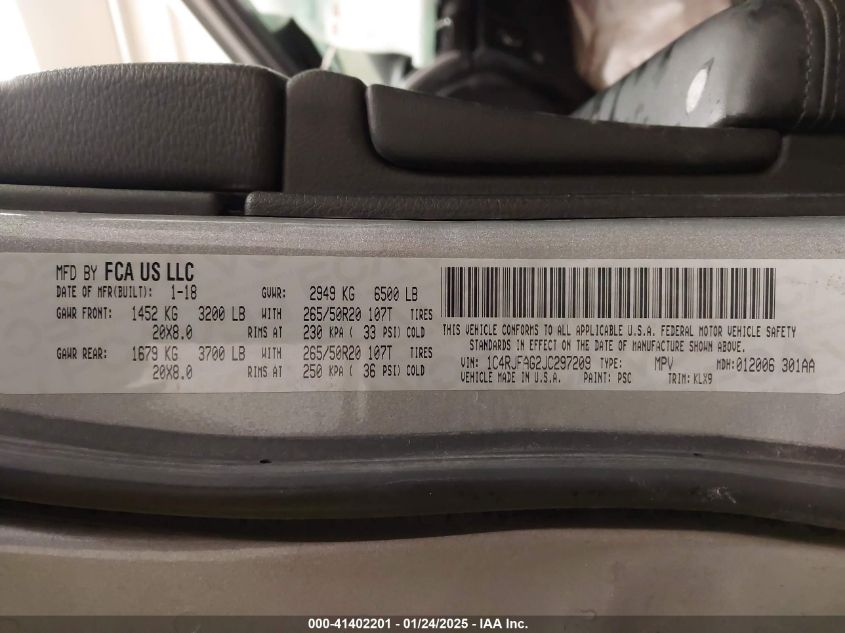 MFD BY FCA US LLC
DATE OF MFR(BUILT): 1-18 GVWR: 2949 KG 6500 LB
GAWR FRONT: 1452 KG 3200 LB WITH 265/50R20 107T TIRES
20X8.0 RIMS AT 230 KPA ( 33 PSI) COLD
GAWR REAR: 1679 KG 3700 LB WITH 265/50R20 107T TIRES
20X8.0 RIMS AT 250 KPA ( 36 PSI) COLD
THIS VEHICLE CONFORMS TO ALL APPLICABLE U.S.A. FEDERAL MOTOR VEHICLE SAFETY
STANDARDS IN EFFECT ON THE DATE OF MANUFACTURE SHOWN ABOVE.
VIN: 1C4RJFAG2JC297209 TYPE: MPV MDH:012006 301AA
VEHICLE MADE IN U.S.A. PAINT: PSC TRIM: KLX9
000-41402201 - 01/24/2025 - IAAI Inc.